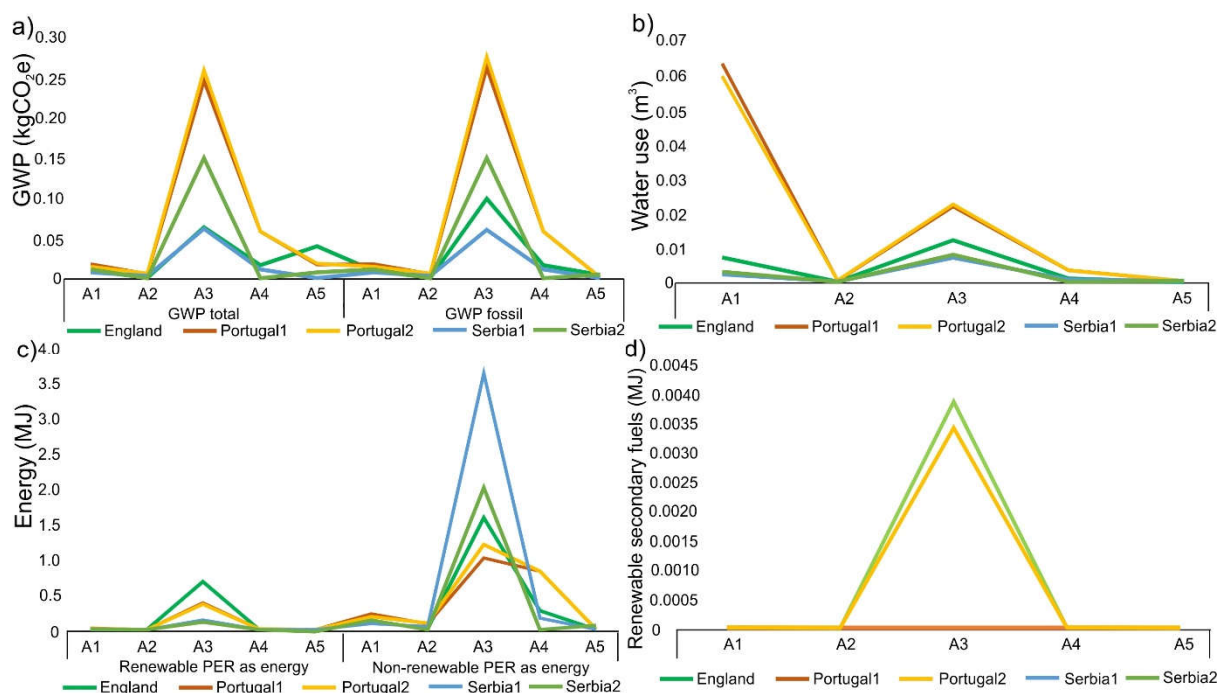 a)
GWP (kgCO₂e)
0.30
0.25
0.20
0.15
0.10
0.05
0
A1 A2 A3 A4 A5 A1 A2 A3 A4 A5
GWP total GWP fossil
England Portugal1 Portugal2 Serbia1 Serbia2
b)
Water use (m³)
0.07
0.06
0.05
0.04
0.03
0.02
0.01
0
A1 A2 A3 A4 A5
England Portugal1 Portugal2 Serbia1 Serbia2
c)
Energy (MJ)
4.0
3.5
3.0
2.5
2.0
1.5
1.0
0.5
0
A1 A2 A3 A4 A5 A1 A2 A3 A4 A5
Renewable PER as energy Non-renewable PER as energy
England Portugal1 Portugal2 Serbia1 Serbia2
d)
Renewable secondary fuels (MJ)
0.0045
0.0040
0.0035
0.0030
0.0025
0.0020
0.0015
0.0010
0.0005
0
A1 A2 A3 A4 A5
England Portugal1 Portugal2 Serbia1 Serbia2